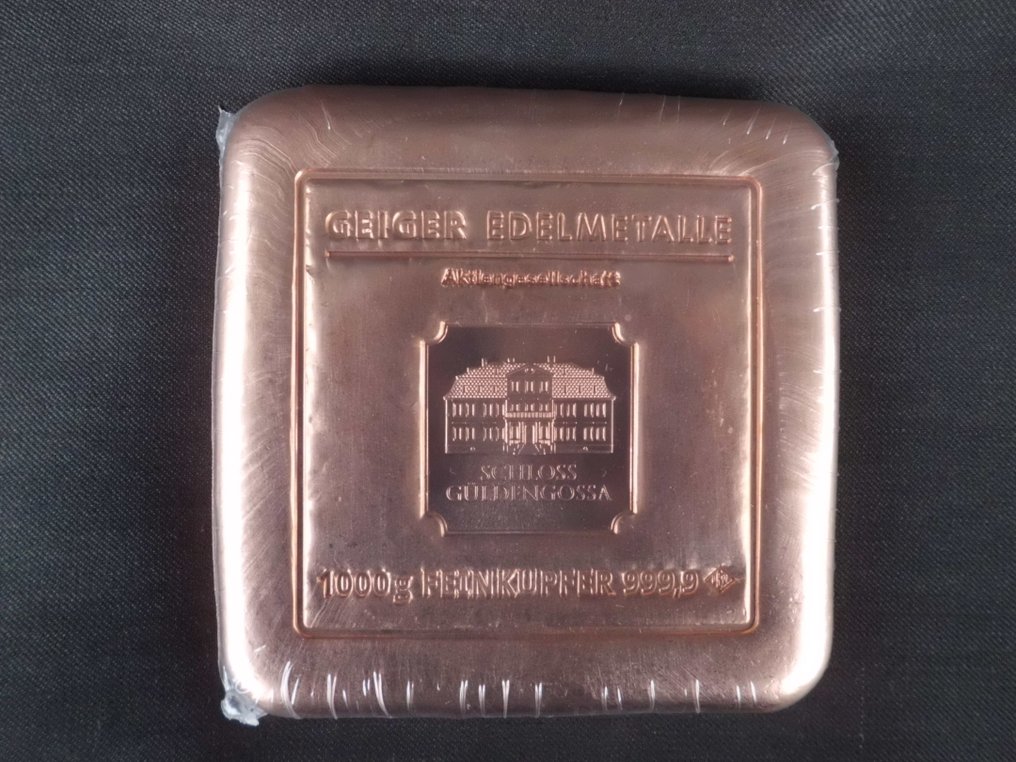 GEIGER EDELMETALLE
Aktiengesellschaft
SCHLOSS
GÜLDENGOSSA
1000g FEINKUPFER 999,9